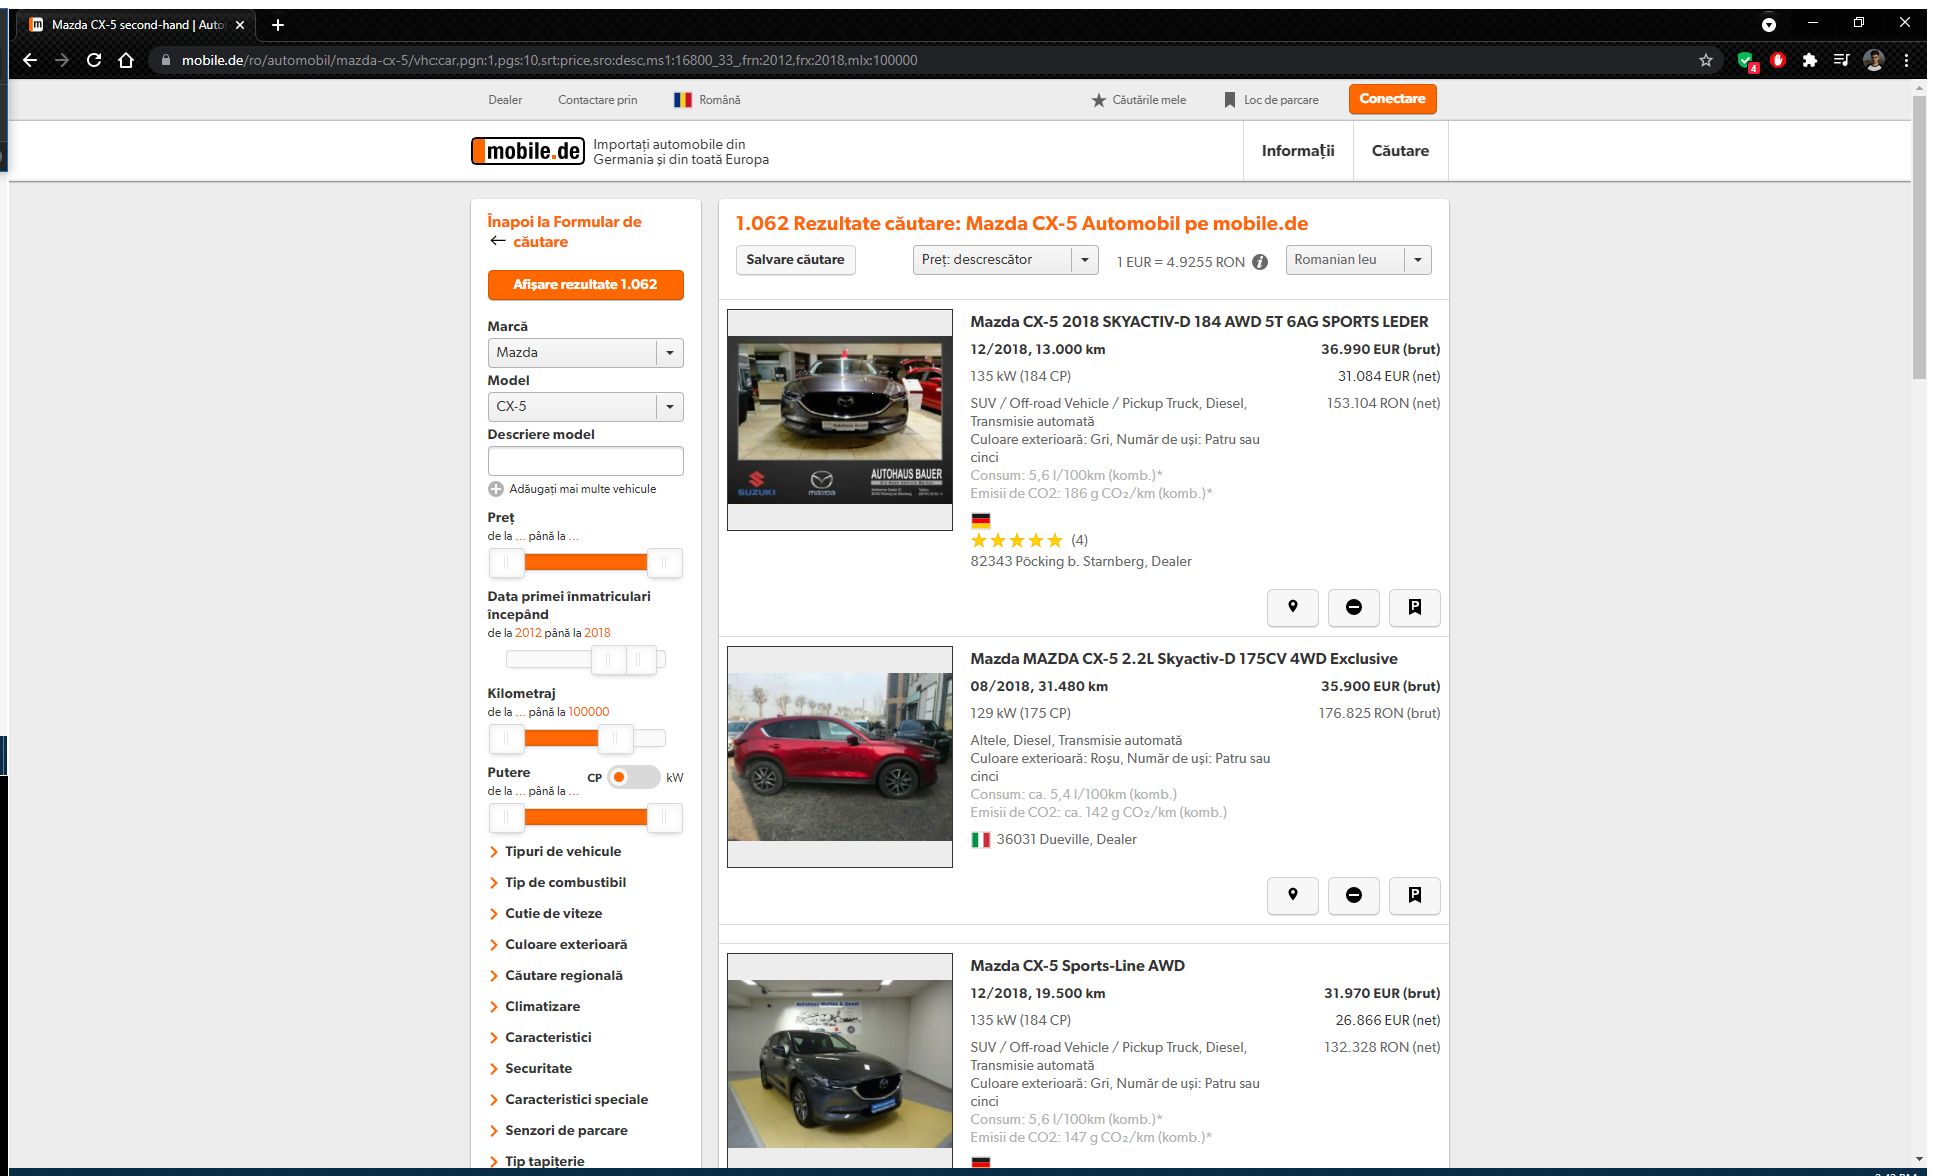 Mazda CX-5 second-hand | Auto
mobile.de/ro/automobil/mazda-cx-5/vhc:car,pgn:1,pgs:10,srt:price,sro:desc,ms1:16800_33_,frn:2012,frx:2018,mlx:100000
4
Dealer
Contactare prin
Română
Căutările mele
Loc de parcare
Conectare
mobile.de
Importați automobile din
Germania și din toată Europa
Informații
Căutare
Înapoi la Formular de
căutare
Afișare rezultate 1.062
Marcă
Mazda
Model
CX-5
Descriere model
Adăugați mai multe vehicule
Preț
de la ... până la ...
Data primei înmatriculari
începând
de la 2012 până la 2018
Kilometraj
de la ... până la 100000
Putere
CP
kW
de la ... până la ...
Tipuri de vehicule
Tip de combustibil
Cutie de viteze
Culoare exterioară
Căutare regională
Climatizare
Caracteristici
Securitate
Caracteristici speciale
Senzori de parcare
Tip tapițerie
1.062 Rezultate căutare: Mazda CX-5 Automobil pe mobile.de
Salvare căutare
Preț: descrescător
1 EUR = 4.9255 RON
Romanian leu
AUTOHAUS BAUER
SUZUKI
mazda
Mazda CX-5 2018 SKYACTIV-D 184 AWD 5T 6AG SPORTS LEDER
12/2018, 13.000 km
36.990 EUR (brut)
135 kW (184 CP)
31.084 EUR (net)
SUV / Off-road Vehicle / Pickup Truck, Diesel,
153.104 RON (net)
Transmisie automată
Culoare exterioară: Gri, Număr de uși: Patru sau
cinci
Consum: 5,6 l/100km (komb.)*
Emisii de CO2: 186 g CO₂/km (komb.)*
(4)
82343 Pöcking b. Starnberg, Dealer
Mazda MAZDA CX-5 2.2L Skyactiv-D 175CV 4WD Exclusive
08/2018, 31.480 km
35.900 EUR (brut)
129 kW (175 CP)
176.825 RON (brut)
Altele, Diesel, Transmisie automată
Culoare exterioară: Roșu, Număr de uși: Patru sau
cinci
Consum: ca. 5,4 l/100km (komb.)
Emisii de CO2: ca. 142 g CO₂/km (komb.)
36031 Dueville, Dealer
Mazda CX-5 Sports-Line AWD
12/2018, 19.500 km
31.970 EUR (brut)
135 kW (184 CP)
26.866 EUR (net)
SUV / Off-road Vehicle / Pickup Truck, Diesel,
132.328 RON (net)
Transmisie automată
Culoare exterioară: Gri, Număr de uși: Patru sau
cinci
Consum: 5,6 l/100km (komb.)*
Emisii de CO2: 147 g CO₂/km (komb.)*